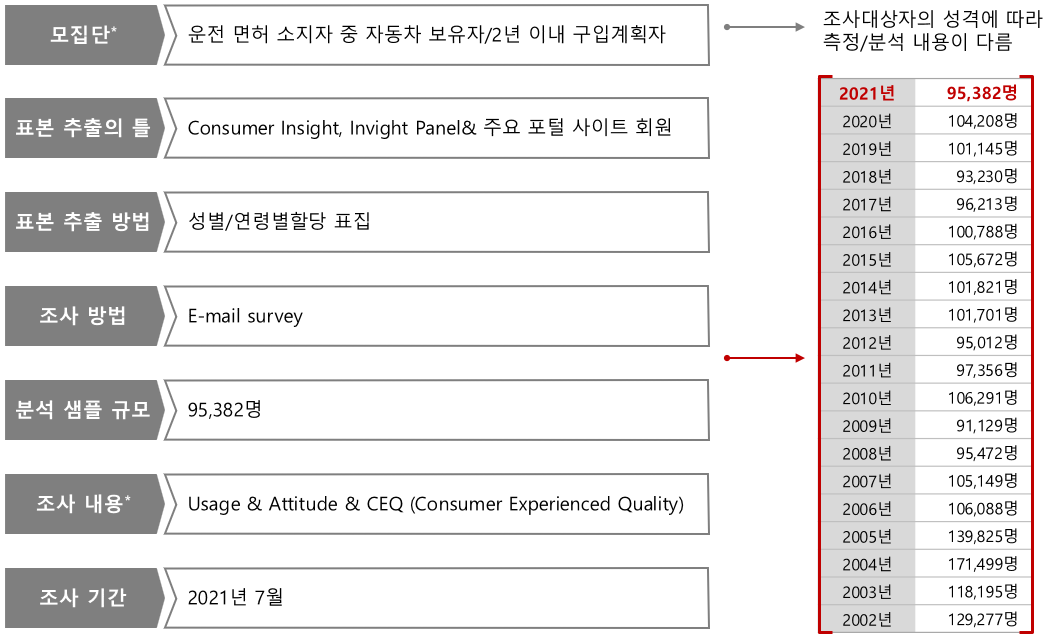 모집단*
운전 면허 소지자 중 자동차 보유자/2년 이내 구입계획자
표본 추출의 틀
Consumer Insight, Invight Panel& 주요 포털 사이트 회원
표본 추출 방법
성별/연령별할당 표집
조사 방법
E-mail survey
분석 샘플 규모
95,382명
조사 내용*
Usage & Attitude & CEQ (Consumer Experienced Quality)
조사 기간
2021년 7월
조사대상자의 성격에 따라
측정/분석 내용이 다름
2021년 95,382명
2020년 104,208명
2019년 101,145명
2018년 93,230명
2017년 96,213명
2016년 100,788명
2015년 105,672명
2014년 101,821명
2013년 101,701명
2012년 95,012명
2011년 97,356명
2010년 106,291명
2009년 91,129명
2008년 95,472명
2007년 105,149명
2006년 106,088명
2005년 139,825명
2004년 171,499명
2003년 118,195명
2002년 129,277명